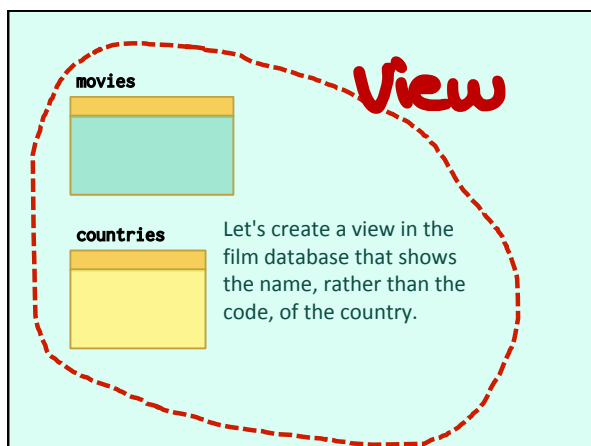 View
movies
countries
Let's create a view in the
film database that shows
the name, rather than the
code, of the country.